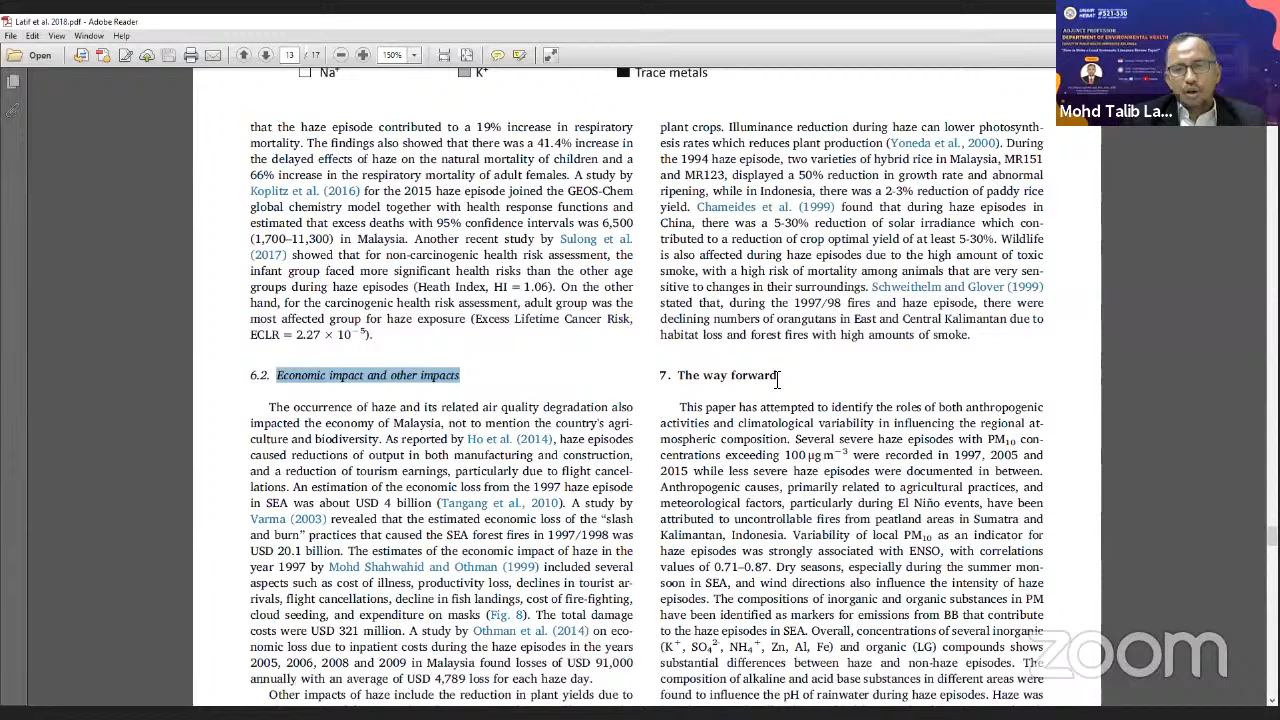 Latif et al. 2018.pdf - Adobe Reader
File Edit View Window Help
Open
13 / 17
150%
Na+
K+
Trace metals
that the haze episode contributed to a 19% increase in respiratory
mortality. The findings also showed that there was a 41.4% increase in
the delayed effects of haze on the natural mortality of children and a
66% increase in the respiratory mortality of adult females. A study by
Koplitz et al. (2016) for the 2015 haze episode joined the GEOS-Chem
global chemistry model together with health response functions and
estimated that excess deaths with 95% confidence intervals was 6,500
(1,700–11,300) in Malaysia. Another recent study by Sulong et al.
(2017) showed that for non-carcinogenic health risk assessment, the
infant group faced more significant health risks than the other age
groups during haze episodes (Heath Index, HI = 1.06). On the other
hand, for the carcinogenic health risk assessment, adult group was the
most affected group for haze exposure (Excess Lifetime Cancer Risk,
ECLR = 2.27 × 10⁻⁵).
6.2. Economic impact and other impacts
The occurrence of haze and its related air quality degradation also
impacted the economy of Malaysia, not to mention the country's agri-
culture and biodiversity. As reported by Ho et al. (2014), haze episodes
caused reductions of output in both manufacturing and construction,
and a reduction of tourism earnings, particularly due to flight cancel-
lations. An estimation of the economic loss from the 1997 haze episode
in SEA was about USD 4 billion (Tangang et al., 2010). A study by
Varma (2003) revealed that the estimated economic loss of the “slash
and burn” practices that caused the SEA forest fires in 1997/1998 was
USD 20.1 billion. The estimates of the economic impact of haze in the
year 1997 by Mohd Shahwahid and Othman (1999) included several
aspects such as cost of illness, productivity loss, declines in tourist ar-
rivals, flight cancellations, decline in fish landings, cost of fire-fighting,
cloud seeding, and expenditure on masks (Fig. 8). The total damage
costs were USD 321 million. A study by Othman et al. (2014) on eco-
nomic loss due to inpatient costs during the haze episodes in the years
2005, 2006, 2008 and 2009 in Malaysia found losses of USD 91,000
annually with an average of USD 4,789 loss for each haze day.
Other impacts of haze include the reduction in plant yields due to
plant crops. Illuminance reduction during haze can lower photosynth-
esis rates which reduces plant production (Yoneda et al., 2000). During
the 1994 haze episode, two varieties of hybrid rice in Malaysia, MR151
and MR123, displayed a 50% reduction in growth rate and abnormal
ripening, while in Indonesia, there was a 2-3% reduction of paddy rice
yield. Chameides et al. (1999) found that during haze episodes in
China, there was a 5-30% reduction of solar irradiance which con-
tributed to a reduction of crop optimal yield of at least 5-30%. Wildlife
is also affected during haze episodes due to the high amount of toxic
smoke, with a high risk of mortality among animals that are very sen-
sitive to changes in their surroundings. Schweithelm and Glover (1999)
stated that, during the 1997/98 fires and haze episode, there were
declining numbers of orangutans in East and Central Kalimantan due to
habitat loss and forest fires with high amounts of smoke.
7. The way forward
This paper has attempted to identify the roles of both anthropogenic
activities and climatological variability in influencing the regional at-
mospheric composition. Several severe haze episodes with PM₁₀ con-
centrations exceeding 100 μg m⁻³ were recorded in 1997, 2005 and
2015 while less severe haze episodes were documented in between.
Anthropogenic causes, primarily related to agricultural practices, and
meteorological factors, particularly during El Niño events, have been
attributed to uncontrollable fires from peatland areas in Sumatra and
Kalimantan, Indonesia. Variability of local PM₁₀ as an indicator for
haze episodes was strongly associated with ENSO, with correlations
values of 0.71–0.87. Dry seasons, especially during the summer mon-
soon in SEA, and wind directions also influence the intensity of haze
episodes. The compositions of inorganic and organic substances in PM
have been identified as markers for emissions from BB that contribute
to the haze episodes in SEA. Overall, concentrations of several inorganic
(K⁺, SO₄²⁻, NH₄⁺, Zn, Al, Fe) and organic (LG) compounds shows
substantial differences between haze and non-haze episodes. The
composition of alkaline and acid base substances in different areas were
found to influence the pH of rainwater during haze episodes. Haze was
UNAIR
HEBAT
#521-530
ADJUNCT PROFESSOR
DEPARTMENT OF ENVIRONMENTAL HEALTH
Mohd Talib La...
zoom